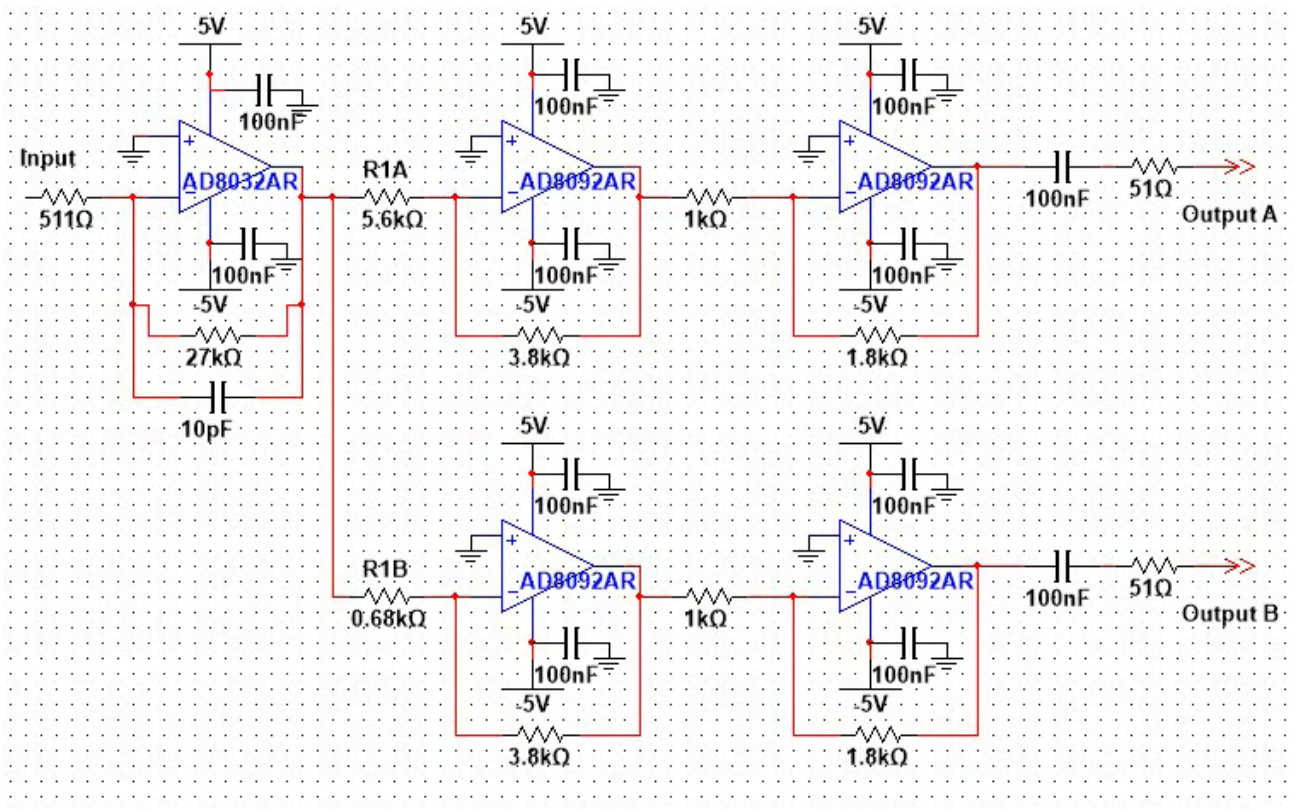 5V
5V
5V
100nF
100nF
100nF
+
+
+
Input
AD8032AR
R1A
AD8092AR
AD8092AR
−
−
−
511Ω
5.6kΩ
1kΩ
100nF
51Ω
Output A
100nF
100nF
100nF
-5V
-5V
-5V
27kΩ
3.8kΩ
1.8kΩ
10pF
5V
5V
100nF
100nF
+
+
R1B
AD8092AR
AD8092AR
−
−
0.68kΩ
1kΩ
100nF
51Ω
Output B
100nF
100nF
-5V
-5V
3.8kΩ
1.8kΩ